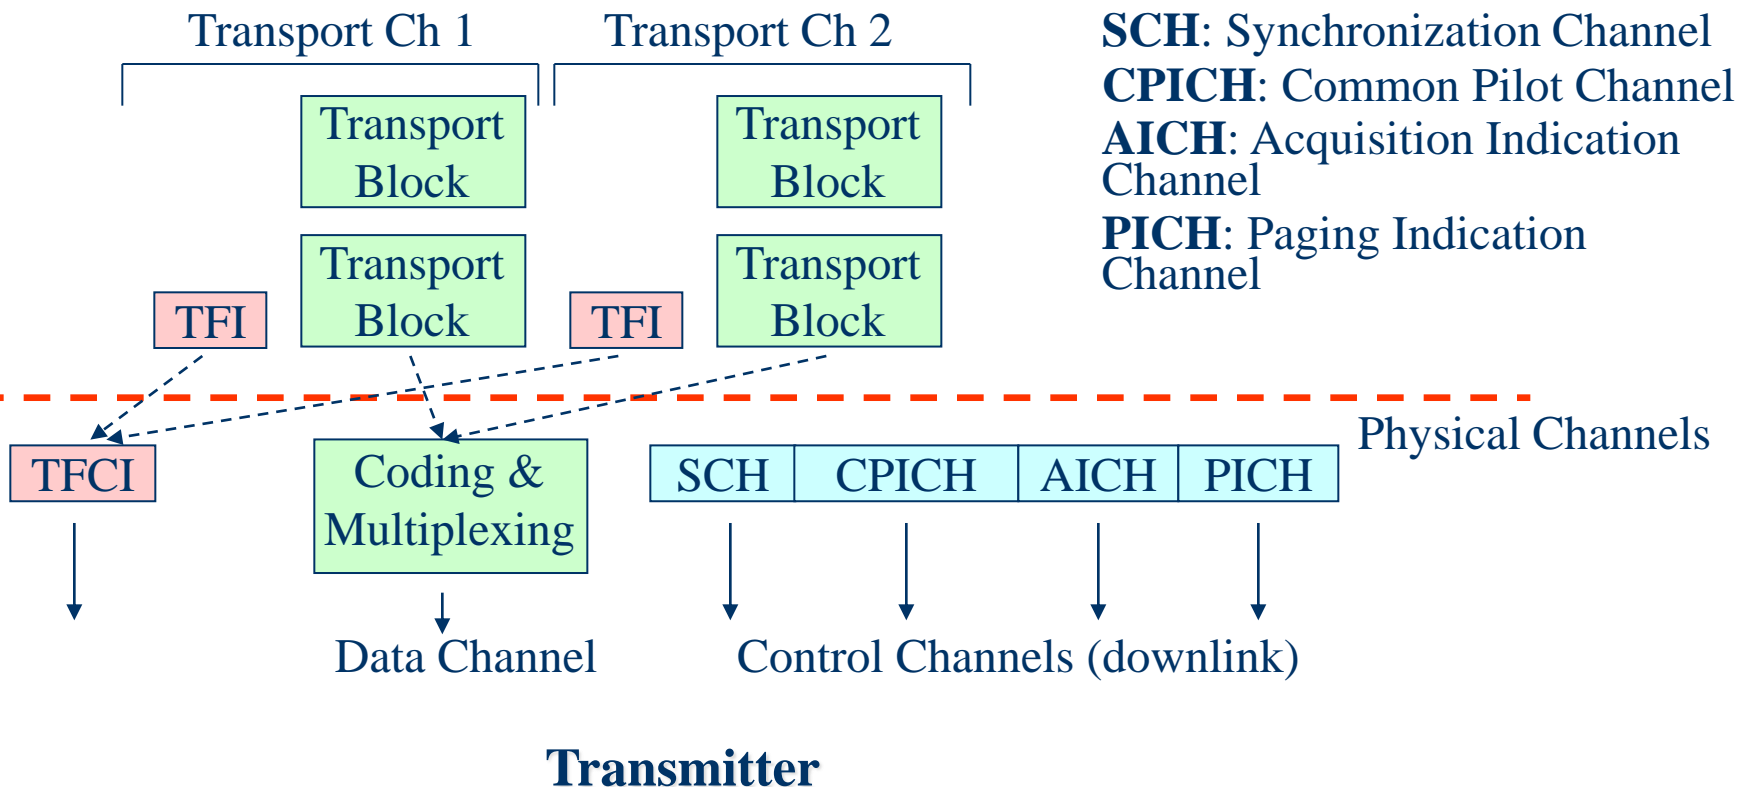 Transport Ch 1
Transport Ch 2
SCH: Synchronization Channel
CPICH: Common Pilot Channel
AICH: Acquisition Indication
Channel
PICH: Paging Indication
Channel
Transport
Block
Transport
Block
Transport
Block
Transport
Block
TFI
TFI
Physical Channels
TFCI
Coding &
Multiplexing
SCH
CPICH
AICH
PICH
Data Channel
Control Channels (downlink)
Transmitter